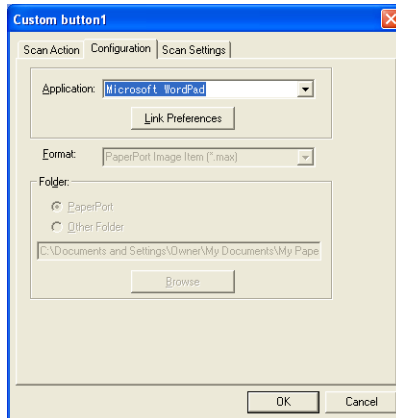 Custom button1
Scan Action Configuration Scan Settings
Application: Microsoft WordPad
Link Preferences
Format: PaperPort Image Item (*.max)
Folder:
PaperPort
Other Folder
C:\Documents and Settings\Owner\My Documents\My Pape
Browse
OK Cancel